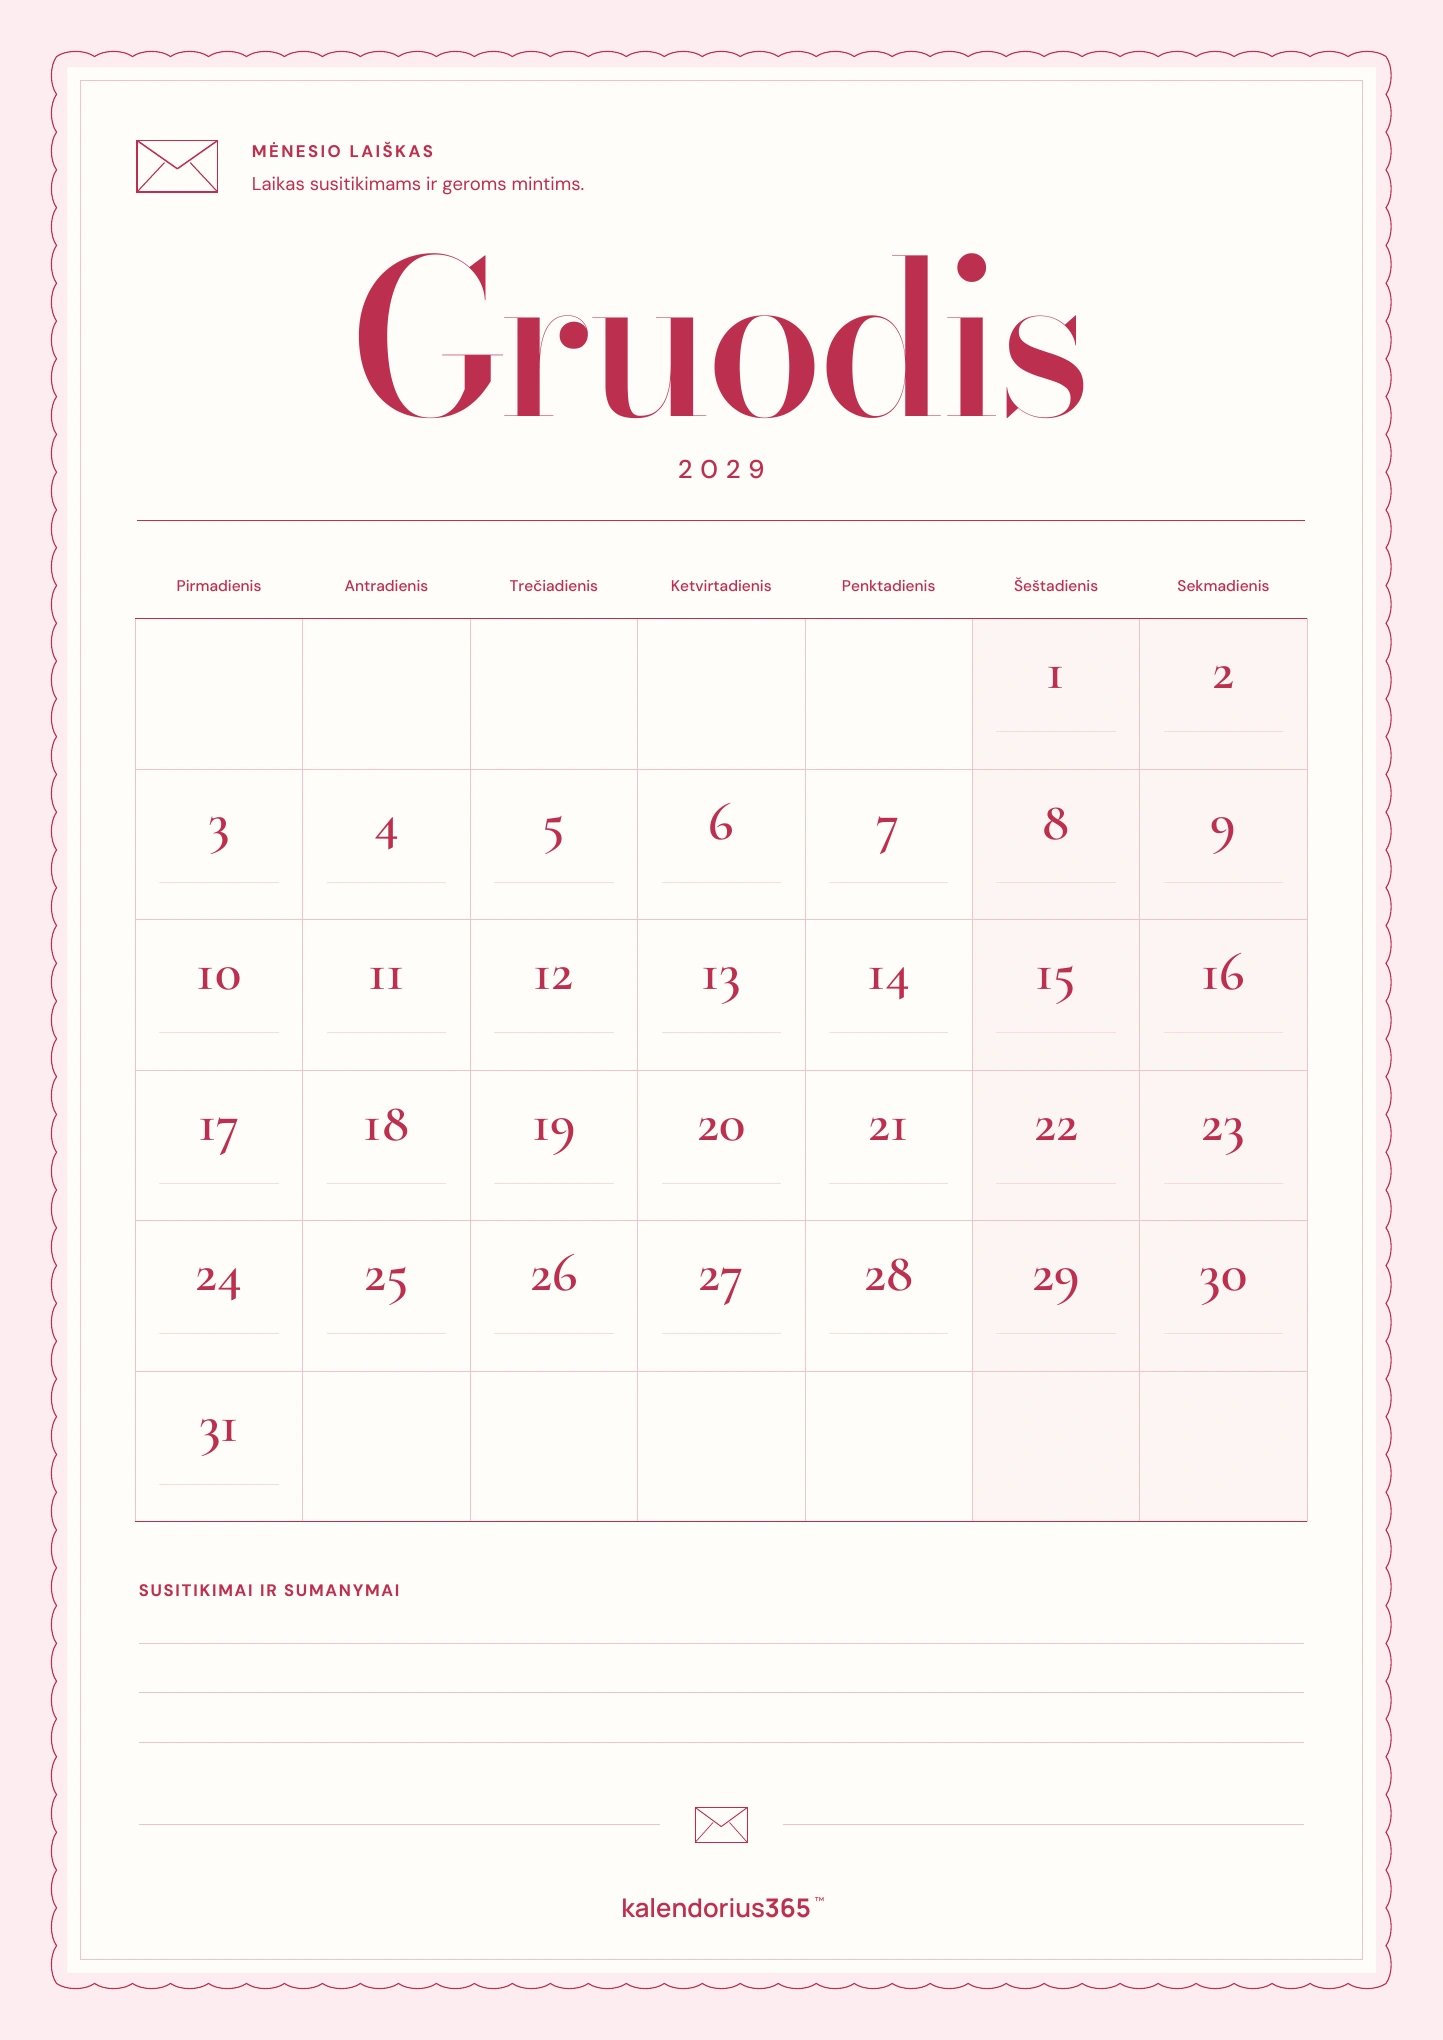 MĖNESIO LAIŠKAS
Laikas susitikimams ir geroms mintims.
Gruodis
2029
Pirmadienis Antradienis Trečiadienis Ketvirtadienis Penktadienis Šeštadienis Sekmadienis
1 2
3 4 5 6 7 8 9
10 11 12 13 14 15 16
17 18 19 20 21 22 23
24 25 26 27 28 29 30
31
SUSITIKIMAI IR SUMANYMAI
kalendorius365™